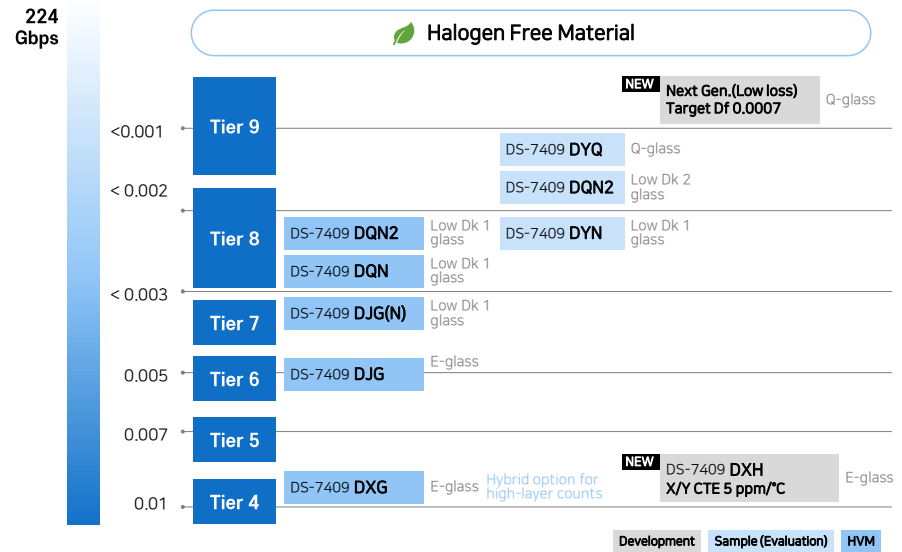 224
Gbps
Halogen Free Material
NEW
Next Gen.(Low loss)
Target Df 0.0007
Q-glass
Tier 9
<0.001
DS-7409 DYQ
Q-glass
DS-7409 DQN2
Low Dk 2
glass
< 0.002
Tier 8
DS-7409 DQN2
Low Dk 1
glass
DS-7409 DYN
Low Dk 1
glass
DS-7409 DQN
Low Dk 1
glass
< 0.003
Tier 7
DS-7409 DJG(N)
Low Dk 1
glass
0.005
Tier 6
DS-7409 DJG
E-glass
0.007
Tier 5
0.01
Tier 4
DS-7409 DXG
E-glass
Hybrid option for
high-layer counts
NEW
DS-7409 DXH
X/Y CTE 5 ppm/°C
E-glass
Development
Sample (Evaluation)
HVM